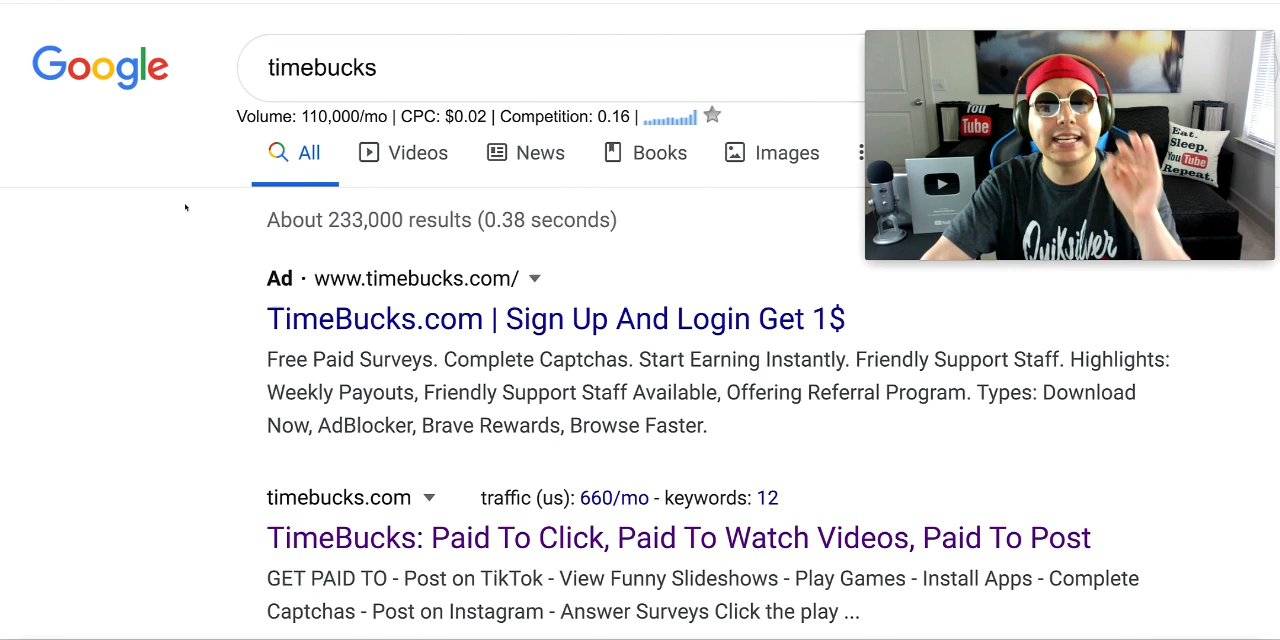 Google
timebucks
Volume: 110,000/mo | CPC: $0.02 | Competition: 0.16 |
All Videos News Books Images
About 233,000 results (0.38 seconds)
Ad · www.timebucks.com/
TimeBucks.com | Sign Up And Login Get 1$
Free Paid Surveys. Complete Captchas. Start Earning Instantly. Friendly Support Staff. Highlights:
Weekly Payouts, Friendly Support Staff Available, Offering Referral Program. Types: Download
Now, AdBlocker, Brave Rewards, Browse Faster.
timebucks.com traffic (us): 660/mo - keywords: 12
TimeBucks: Paid To Click, Paid To Watch Videos, Paid To Post
GET PAID TO - Post on TikTok - View Funny Slideshows - Play Games - Install Apps - Complete
Captchas - Post on Instagram - Answer Surveys Click the play ...
You
Tube
Eat.
Sleep.
YouTube
Repeat.
Quiksilver